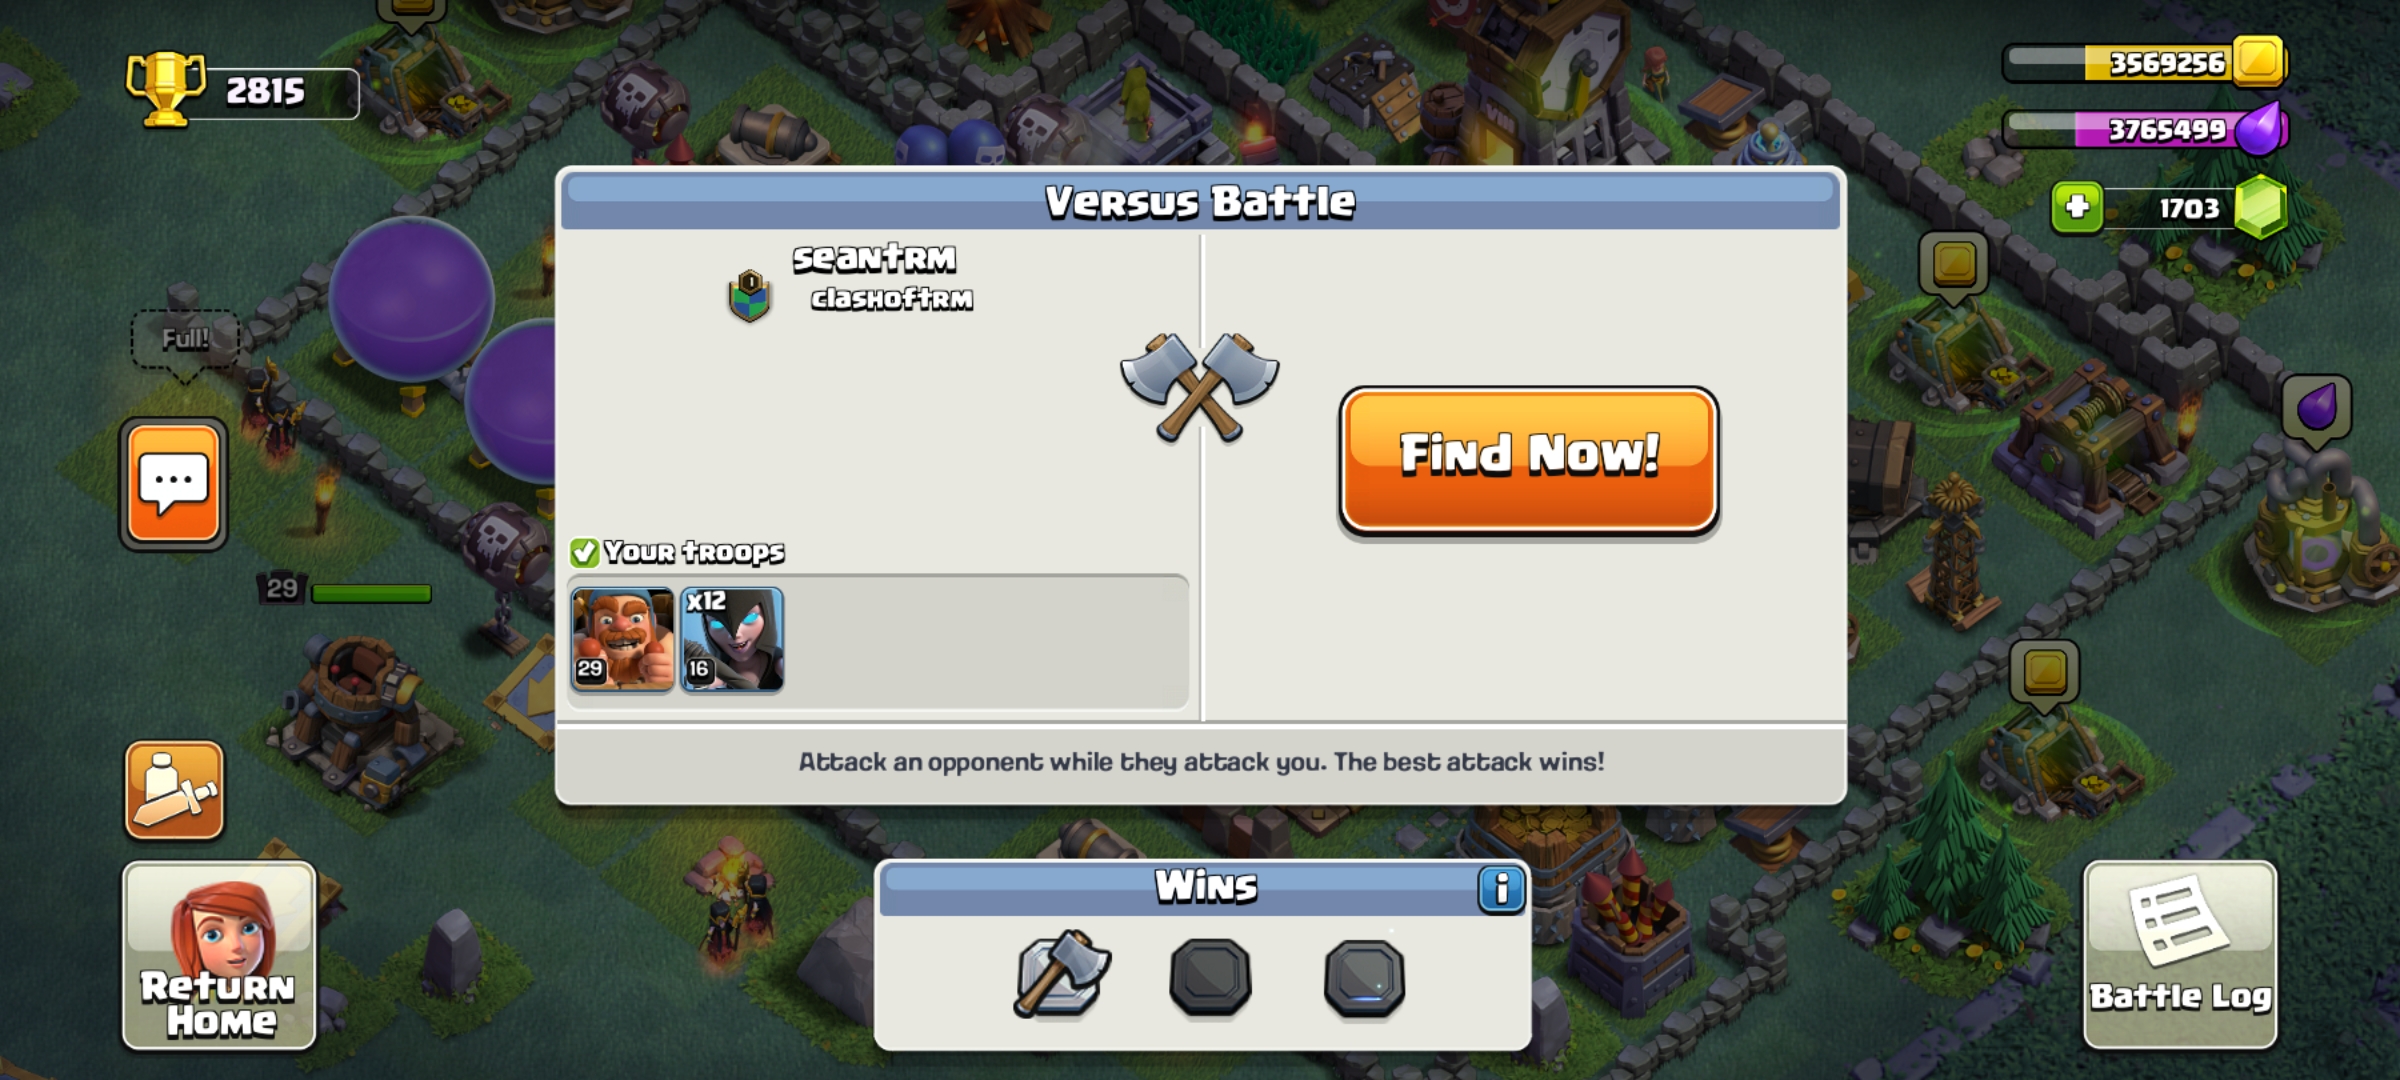 2815
3569256
3765499
1703
Versus Battle
seantrm
clashoftrm
1
Full!
Find Now!
Your troops
29
x12
29
16
Attack an opponent while they attack you. The best attack wins!
Wins
i
Return
Home
Battle Log